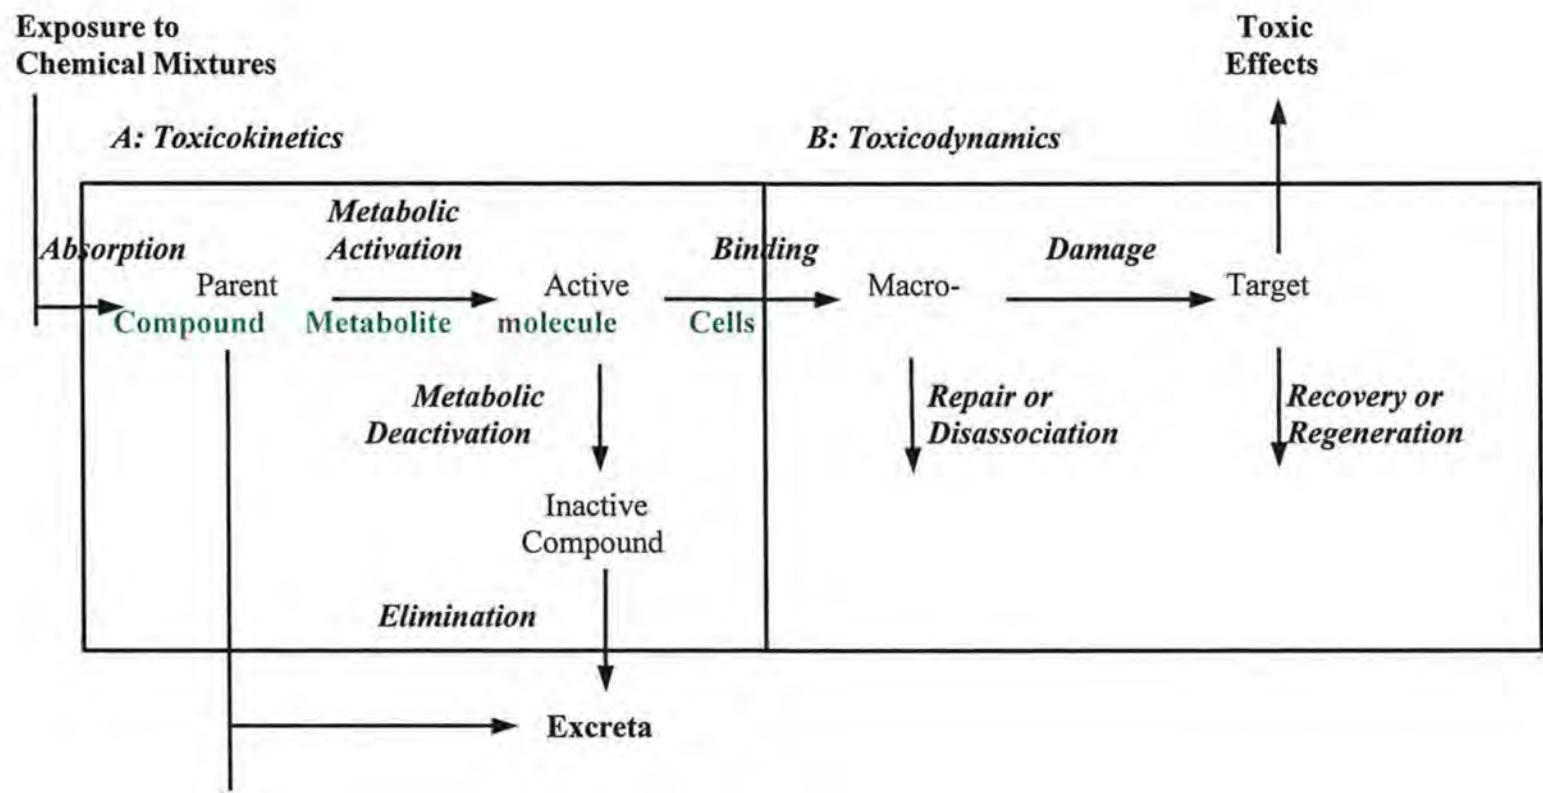 Exposure to
Chemical Mixtures
Toxic
Effects
A: Toxicokinetics
B: Toxicodynamics
Metabolic
Absorption Activation Binding Damage
Parent Active Macro- Target
Compound Metabolite molecule Cells
Metabolic
Deactivation
Repair or
Disassociation
Recovery or
Regeneration
Inactive
Compound
Elimination
Excreta